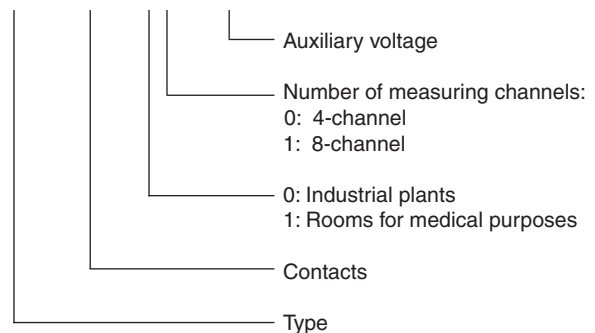 Auxiliary voltage
Number of measuring channels:
0: 4-channel
1: 8-channel
0: Industrial plants
1: Rooms for medical purposes
Contacts
Type